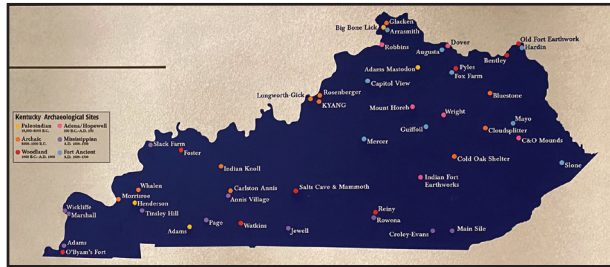 Glacken
Big Bone Lick
Arrasmith
Robbins
Dover
Old Fort Earthwork
Augusta
Hardin
Bentley
Adams Mastodon
Pyles
Fox Farm
Capitol View
Rosenberger
Bluestone
Longworth-Gick
KYANG
Mount Horeb
Wright
Mayo
Guilfoil
Cloudsplitter
C&O Mounds
Kentucky Archaeological Sites
Paleoindian
Adena/Hopewell
Archaic
Mississippian
Woodland
Fort Ancient
Mercer
Slack Farm
Foster
Cold Oak Shelter
Slone
Indian Knoll
Indian Fort
Earthworks
Whalen
Carlston Annis
Salts Cave & Mammoth
Morrisroe
Annis Village
Henderson
Wickliffe
Marshall
Tinsley Hill
Reiny
Rowena
Page
Watkins
Adams
Jewell
Croley-Evans
Main Sile
Adams
O'Byam's Fort